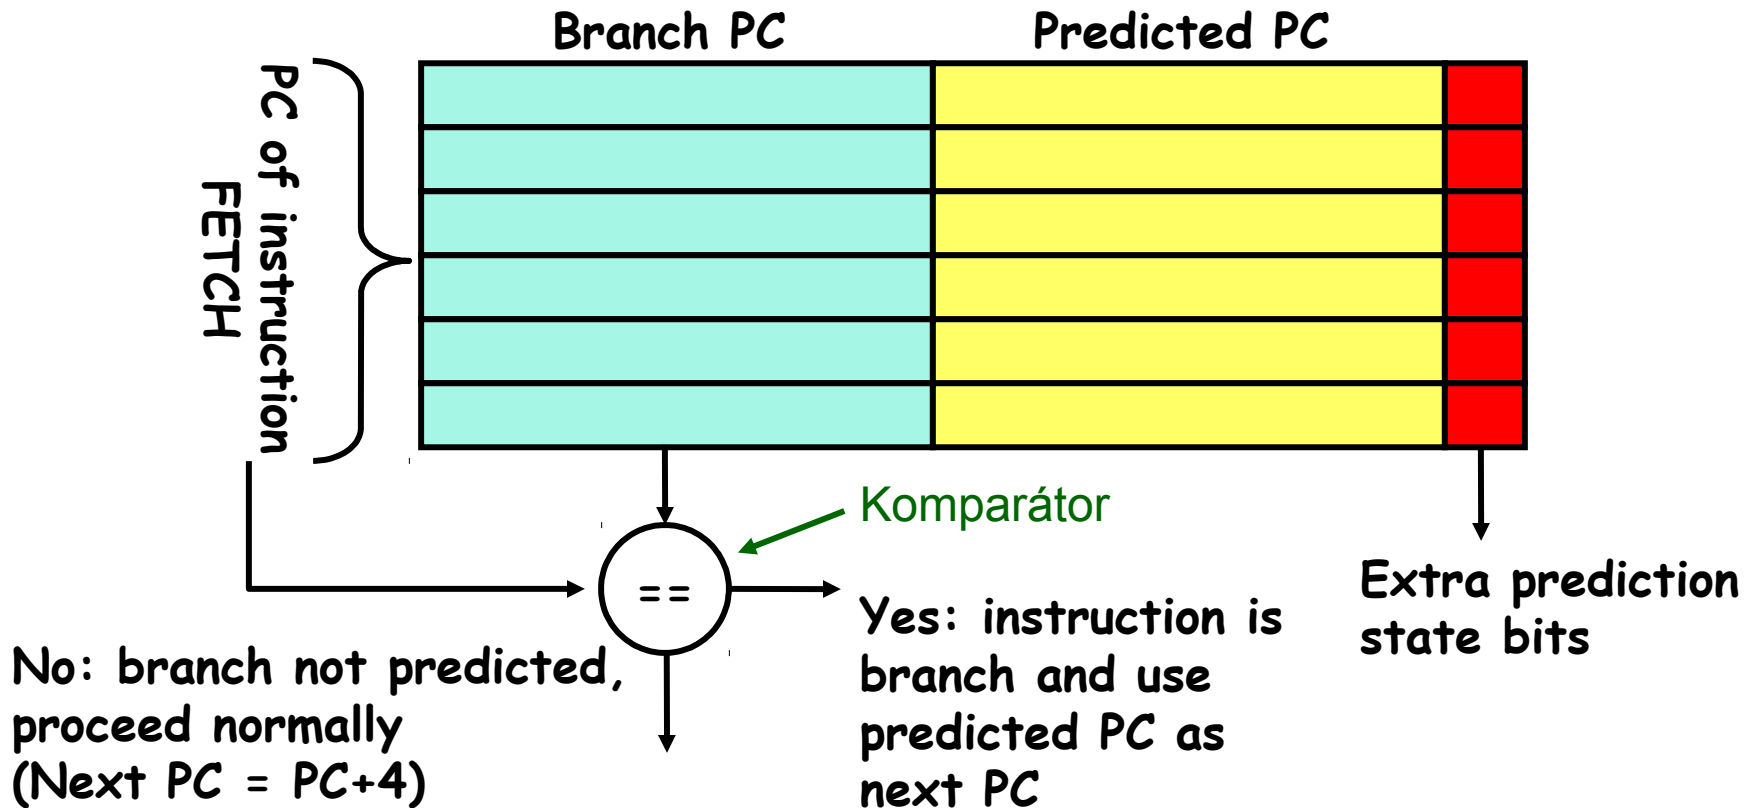 Branch PC
Predicted PC
PC of instruction
FETCH
Komparátor
==
Extra prediction
state bits
Yes: instruction is
branch and use
predicted PC as
next PC
No: branch not predicted,
proceed normally
(Next PC = PC+4)